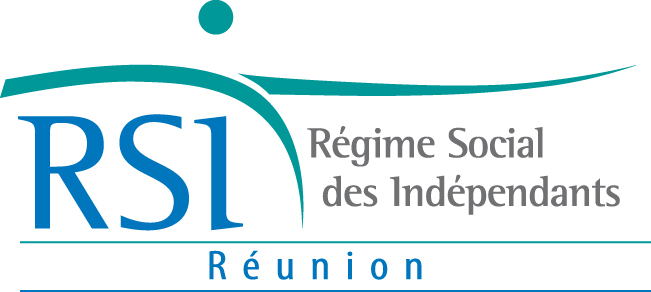 RSI
Régime Social
des Indépendants
Réunion